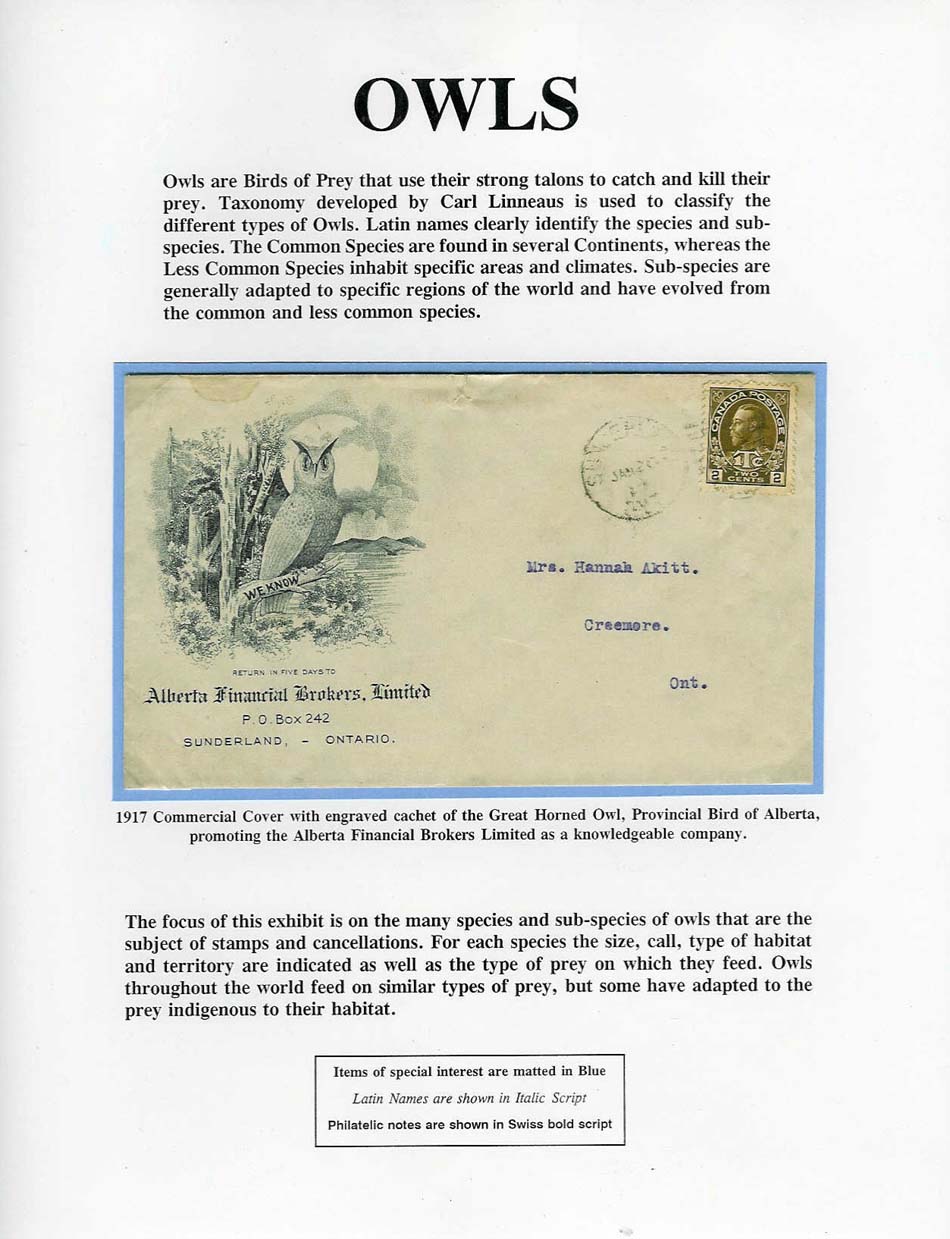 OWLS
Owls are Birds of Prey that use their strong talons to catch and kill their
prey. Taxonomy developed by Carl Linneaus is used to classify the
different types of Owls. Latin names clearly identify the species and sub-
species. The Common Species are found in several Continents, whereas the
Less Common Species inhabit specific areas and climates. Sub-species are
generally adapted to specific regions of the world and have evolved from
the common and less common species.
CANADA POSTAGE
1Tc
2 TWO CENTS 2
JAN
WE KNOW
Mrs. Hannah Akitt.
Creemore.
Ont.
RETURN IN FIVE DAYS TO
Alberta Financial Brokers, Limited
P.O. Box 242
SUNDERLAND, - ONTARIO.
1917 Commercial Cover with engraved cachet of the Great Horned Owl, Provincial Bird of Alberta,
promoting the Alberta Financial Brokers Limited as a knowledgeable company.
The focus of this exhibit is on the many species and sub-species of owls that are the
subject of stamps and cancellations. For each species the size, call, type of habitat
and territory are indicated as well as the type of prey on which they feed. Owls
throughout the world feed on similar types of prey, but some have adapted to the
prey indigenous to their habitat.
Items of special interest are matted in Blue
Latin Names are shown in Italic Script
Philatelic notes are shown in Swiss bold script